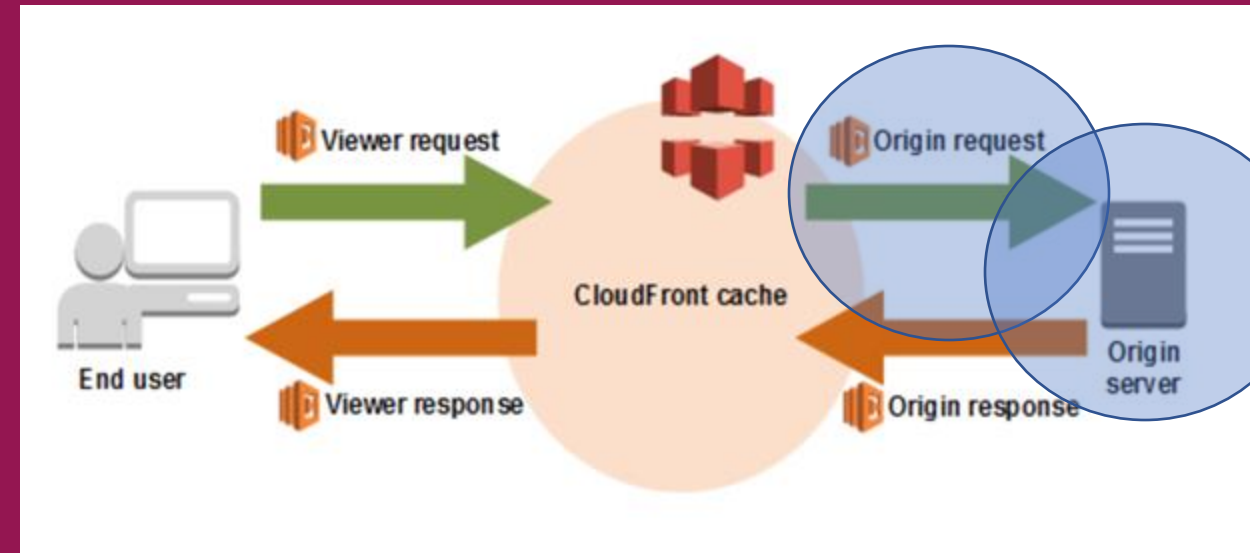 Viewer request
Origin request
CloudFront cache
End user
Origin
server
Viewer response
Origin response